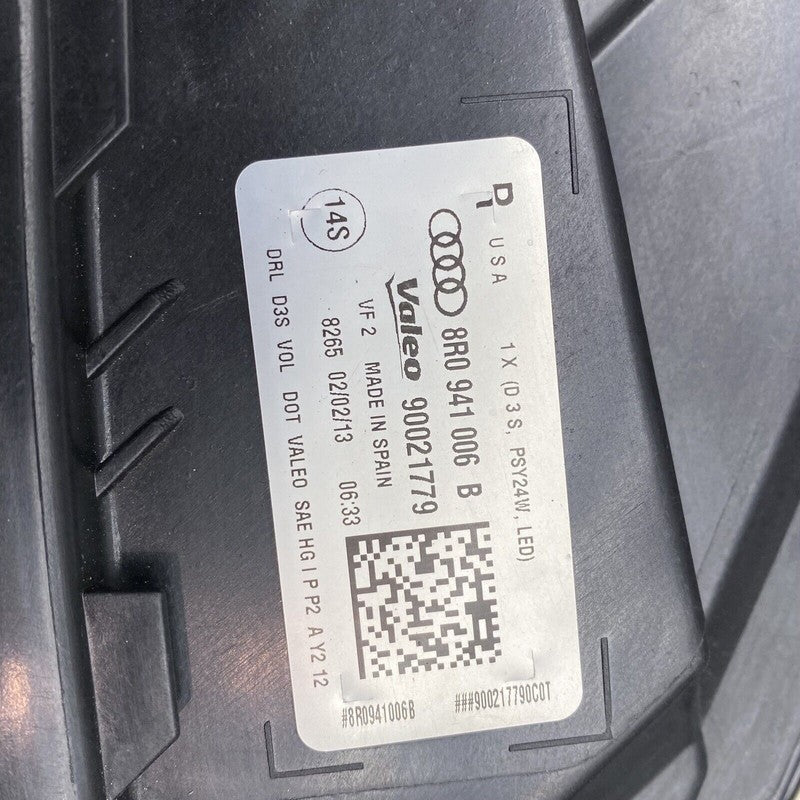 R
USA 1 X (D3S, PSY24W, LED)
8R0 941 006 B
Valeo 90021779
14S VF 2 MADE IN SPAIN
8265 02/02/13 06:33
DRL D3S VOL DOT VALEO SAE HG I P P2 A Y2 12
#8R0941006B ###900217790C0T